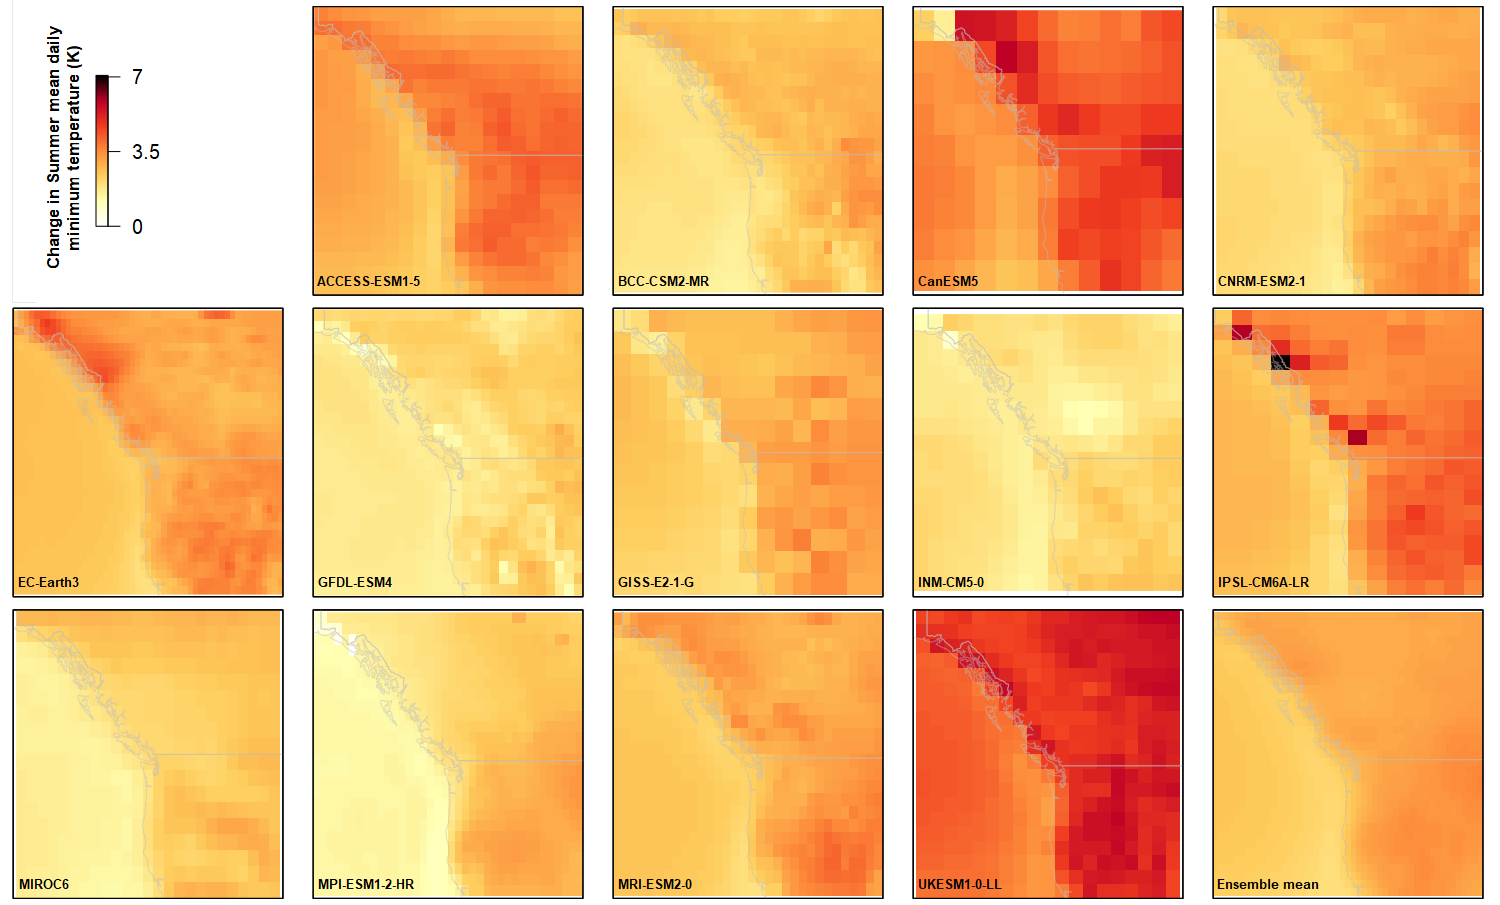 Change in Summer mean daily
minimum temperature (K)
7
3.5
0
ACCESS-ESM1-5
BCC-CSM2-MR
CanESM5
CNRM-ESM2-1
EC-Earth3
GFDL-ESM4
GISS-E2-1-G
INM-CM5-0
IPSL-CM6A-LR
MIROC6
MPI-ESM1-2-HR
MRI-ESM2-0
UKESM1-0-LL
Ensemble mean